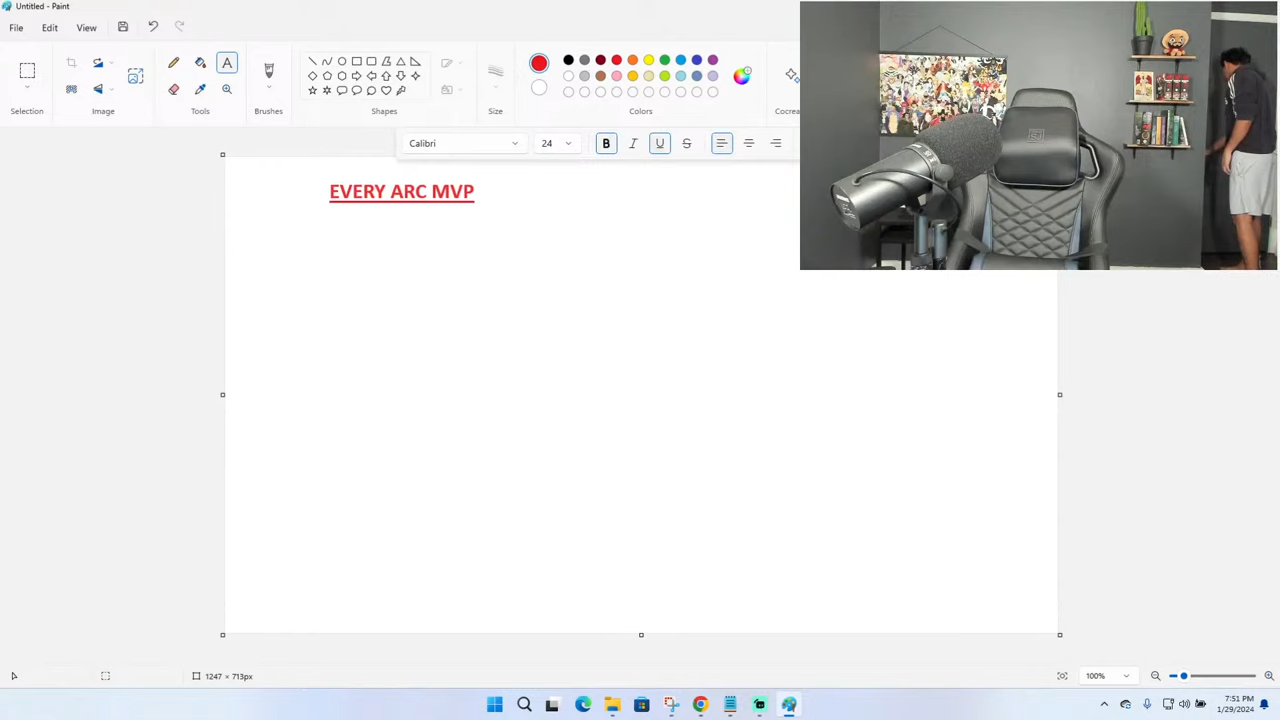 Untitled - Paint
File
Edit
View
Selection
Image
Tools
Brushes
Shapes
Size
Colors
Cocrea
Calibri
24
B
I
U
S
EVERY ARC MVP
1247 × 713px
100%
7:51 PM
1/29/2024